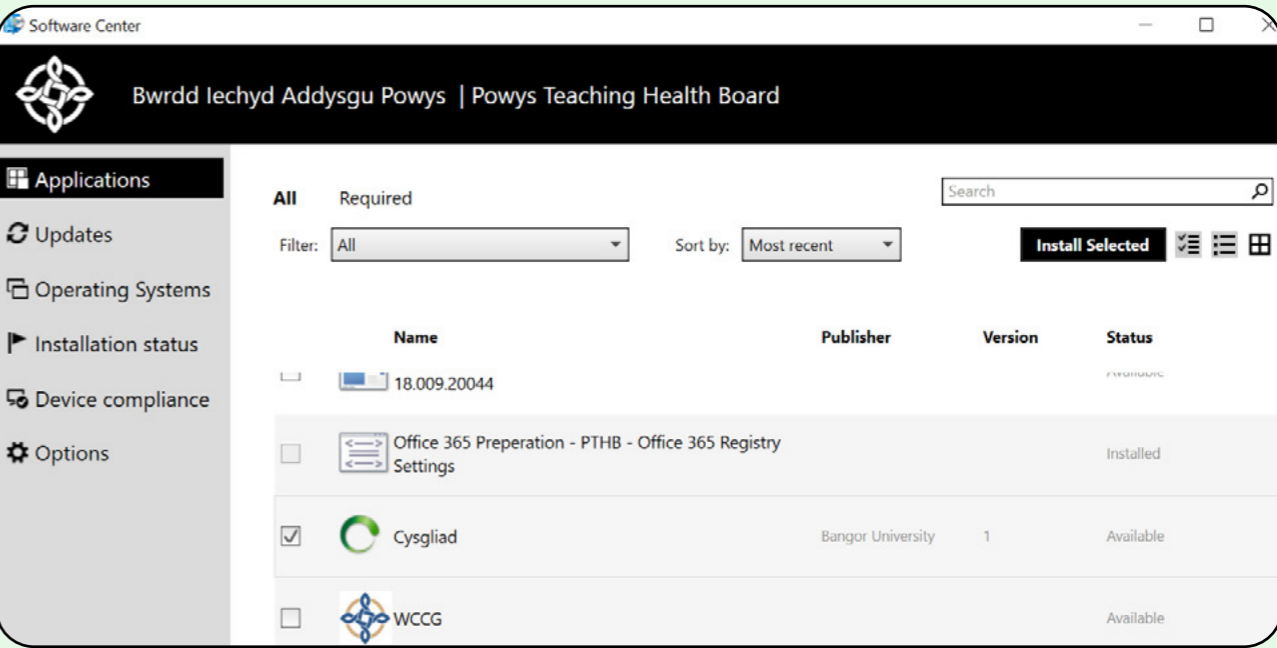 Software Center
Bwrdd Iechyd Addysgu Powys | Powys Teaching Health Board
Applications
Updates
Operating Systems
Installation status
Device compliance
Options
All Required
Search
Filter: All Sort by: Most recent Install Selected
Name Publisher Version Status
18.009.20044 Available
Office 365 Preperation - PTHB - Office 365 Registry
Settings
Installed
Cysgliad Bangor University 1 Available
WCCG Available